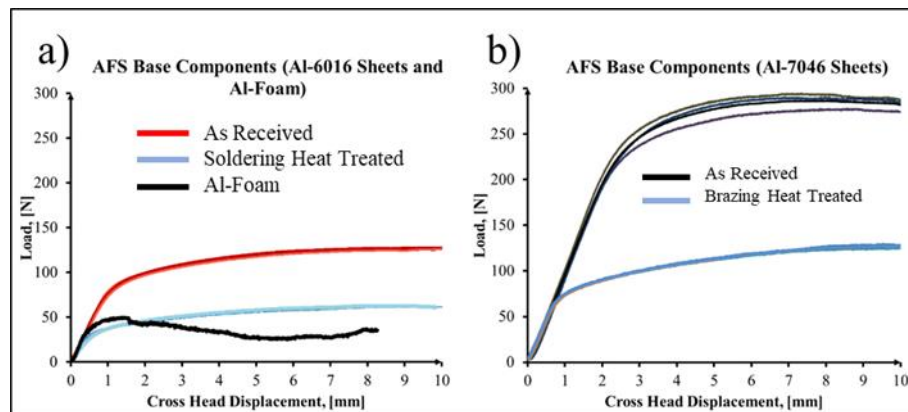 a)
AFS Base Components (Al-6016 Sheets and
Al-Foam)
300
250
200
150
100
50
0
Load, [N]
As Received
Soldering Heat Treated
Al-Foam
0 1 2 3 4 5 6 7 8 9 10
Cross Head Displacement, [mm]
b)
AFS Base Components (Al-7046 Sheets)
300
250
200
150
100
50
0
Load, [N]
As Received
Brazing Heat Treated
0 1 2 3 4 5 6 7 8 9 10
Cross Head Displacement, [mm]